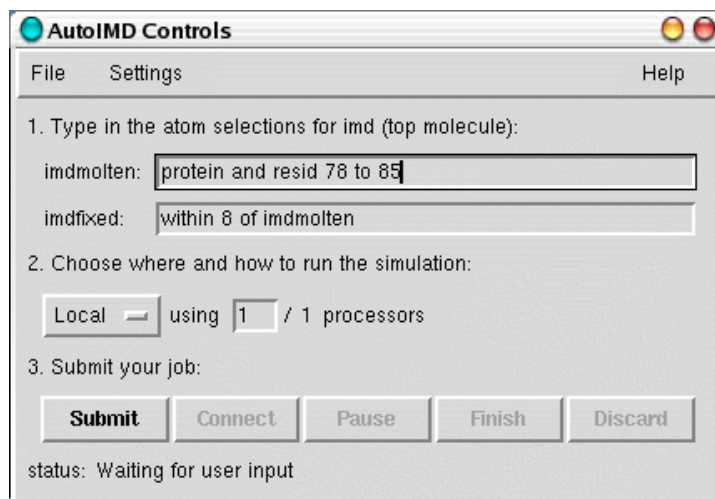 AutoIMD Controls
File Settings Help
1. Type in the atom selections for imd (top molecule):
imdmolten: protein and resid 78 to 85
imdfixed: within 8 of imdmolten
2. Choose where and how to run the simulation:
Local using 1 / 1 processors
3. Submit your job:
Submit Connect Pause Finish Discard
status: Waiting for user input